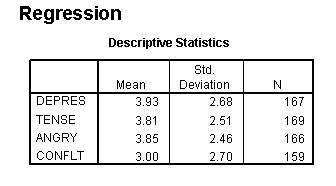 Regression
Descriptive Statistics
Mean Std. Deviation N
DEPRES 3.93 2.68 167
TENSE 3.81 2.51 169
ANGRY 3.85 2.46 166
CONFLT 3.00 2.70 159